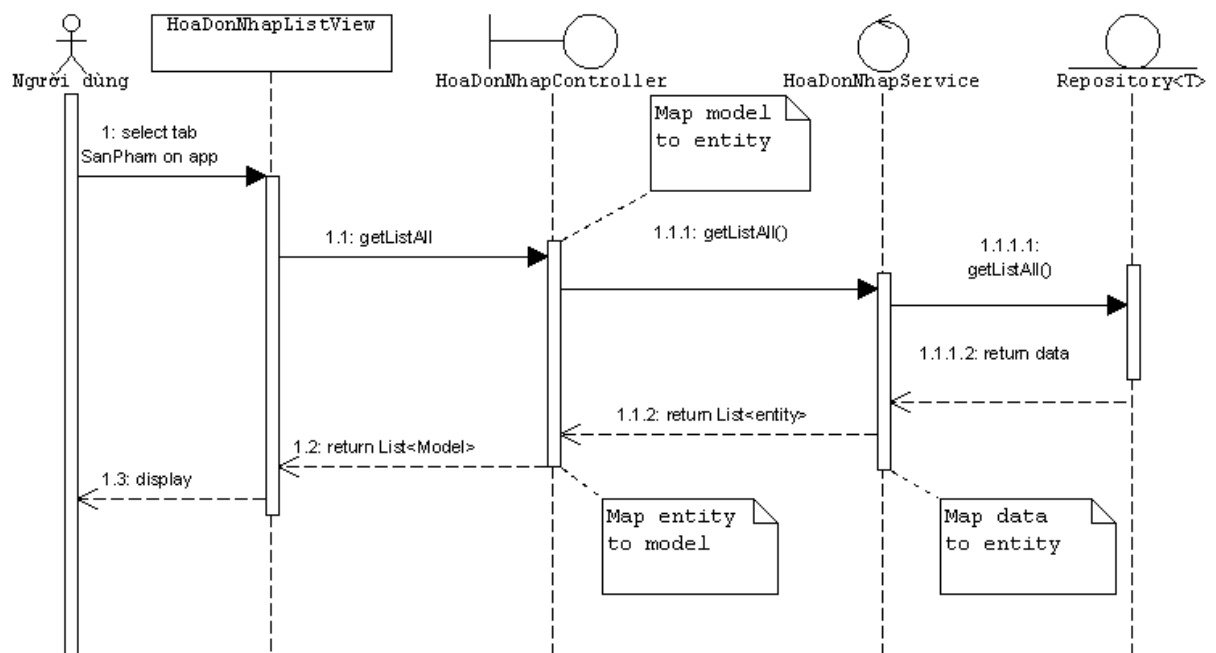 HoaDonNhapListView
Người dùng
HoaDonNhapController
HoaDonNhapService
Repository<T>
Map model
to entity
1: select tab
SanPham on app
1.1: getListAll
1.1.1: getListAll()
1.1.1.1:
getListAll()
1.1.1.2: return data
1.1.2: return List<entity>
1.2: return List<Model>
1.3: display
Map entity
to model
Map data
to entity